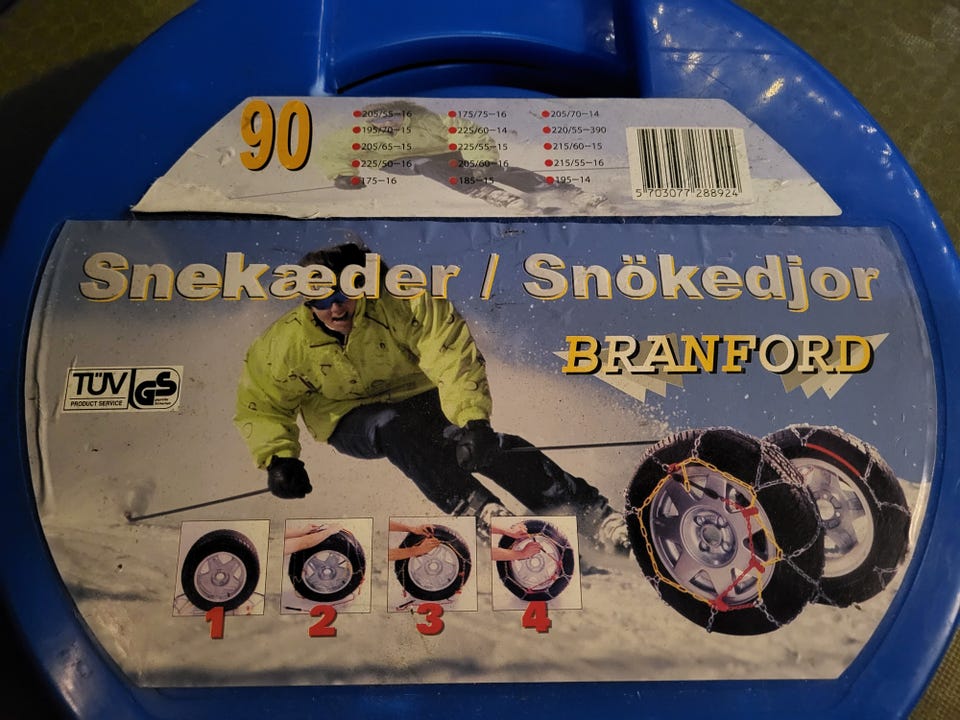 90
205/55-16 175/75-16 205/70-14
195/70-15 225/60-14 220/55-390
205/65-15 225/55-15 215/60-15
225/50-16 205/60-16 215/55-16
175-16 185-15 195-14
5 703077 288924
Snekæder / Snökedjor
BRANFORD
TÜV
PRODUCT SERVICE
GS
geprüfte
Sicherheit
1 2 3 4